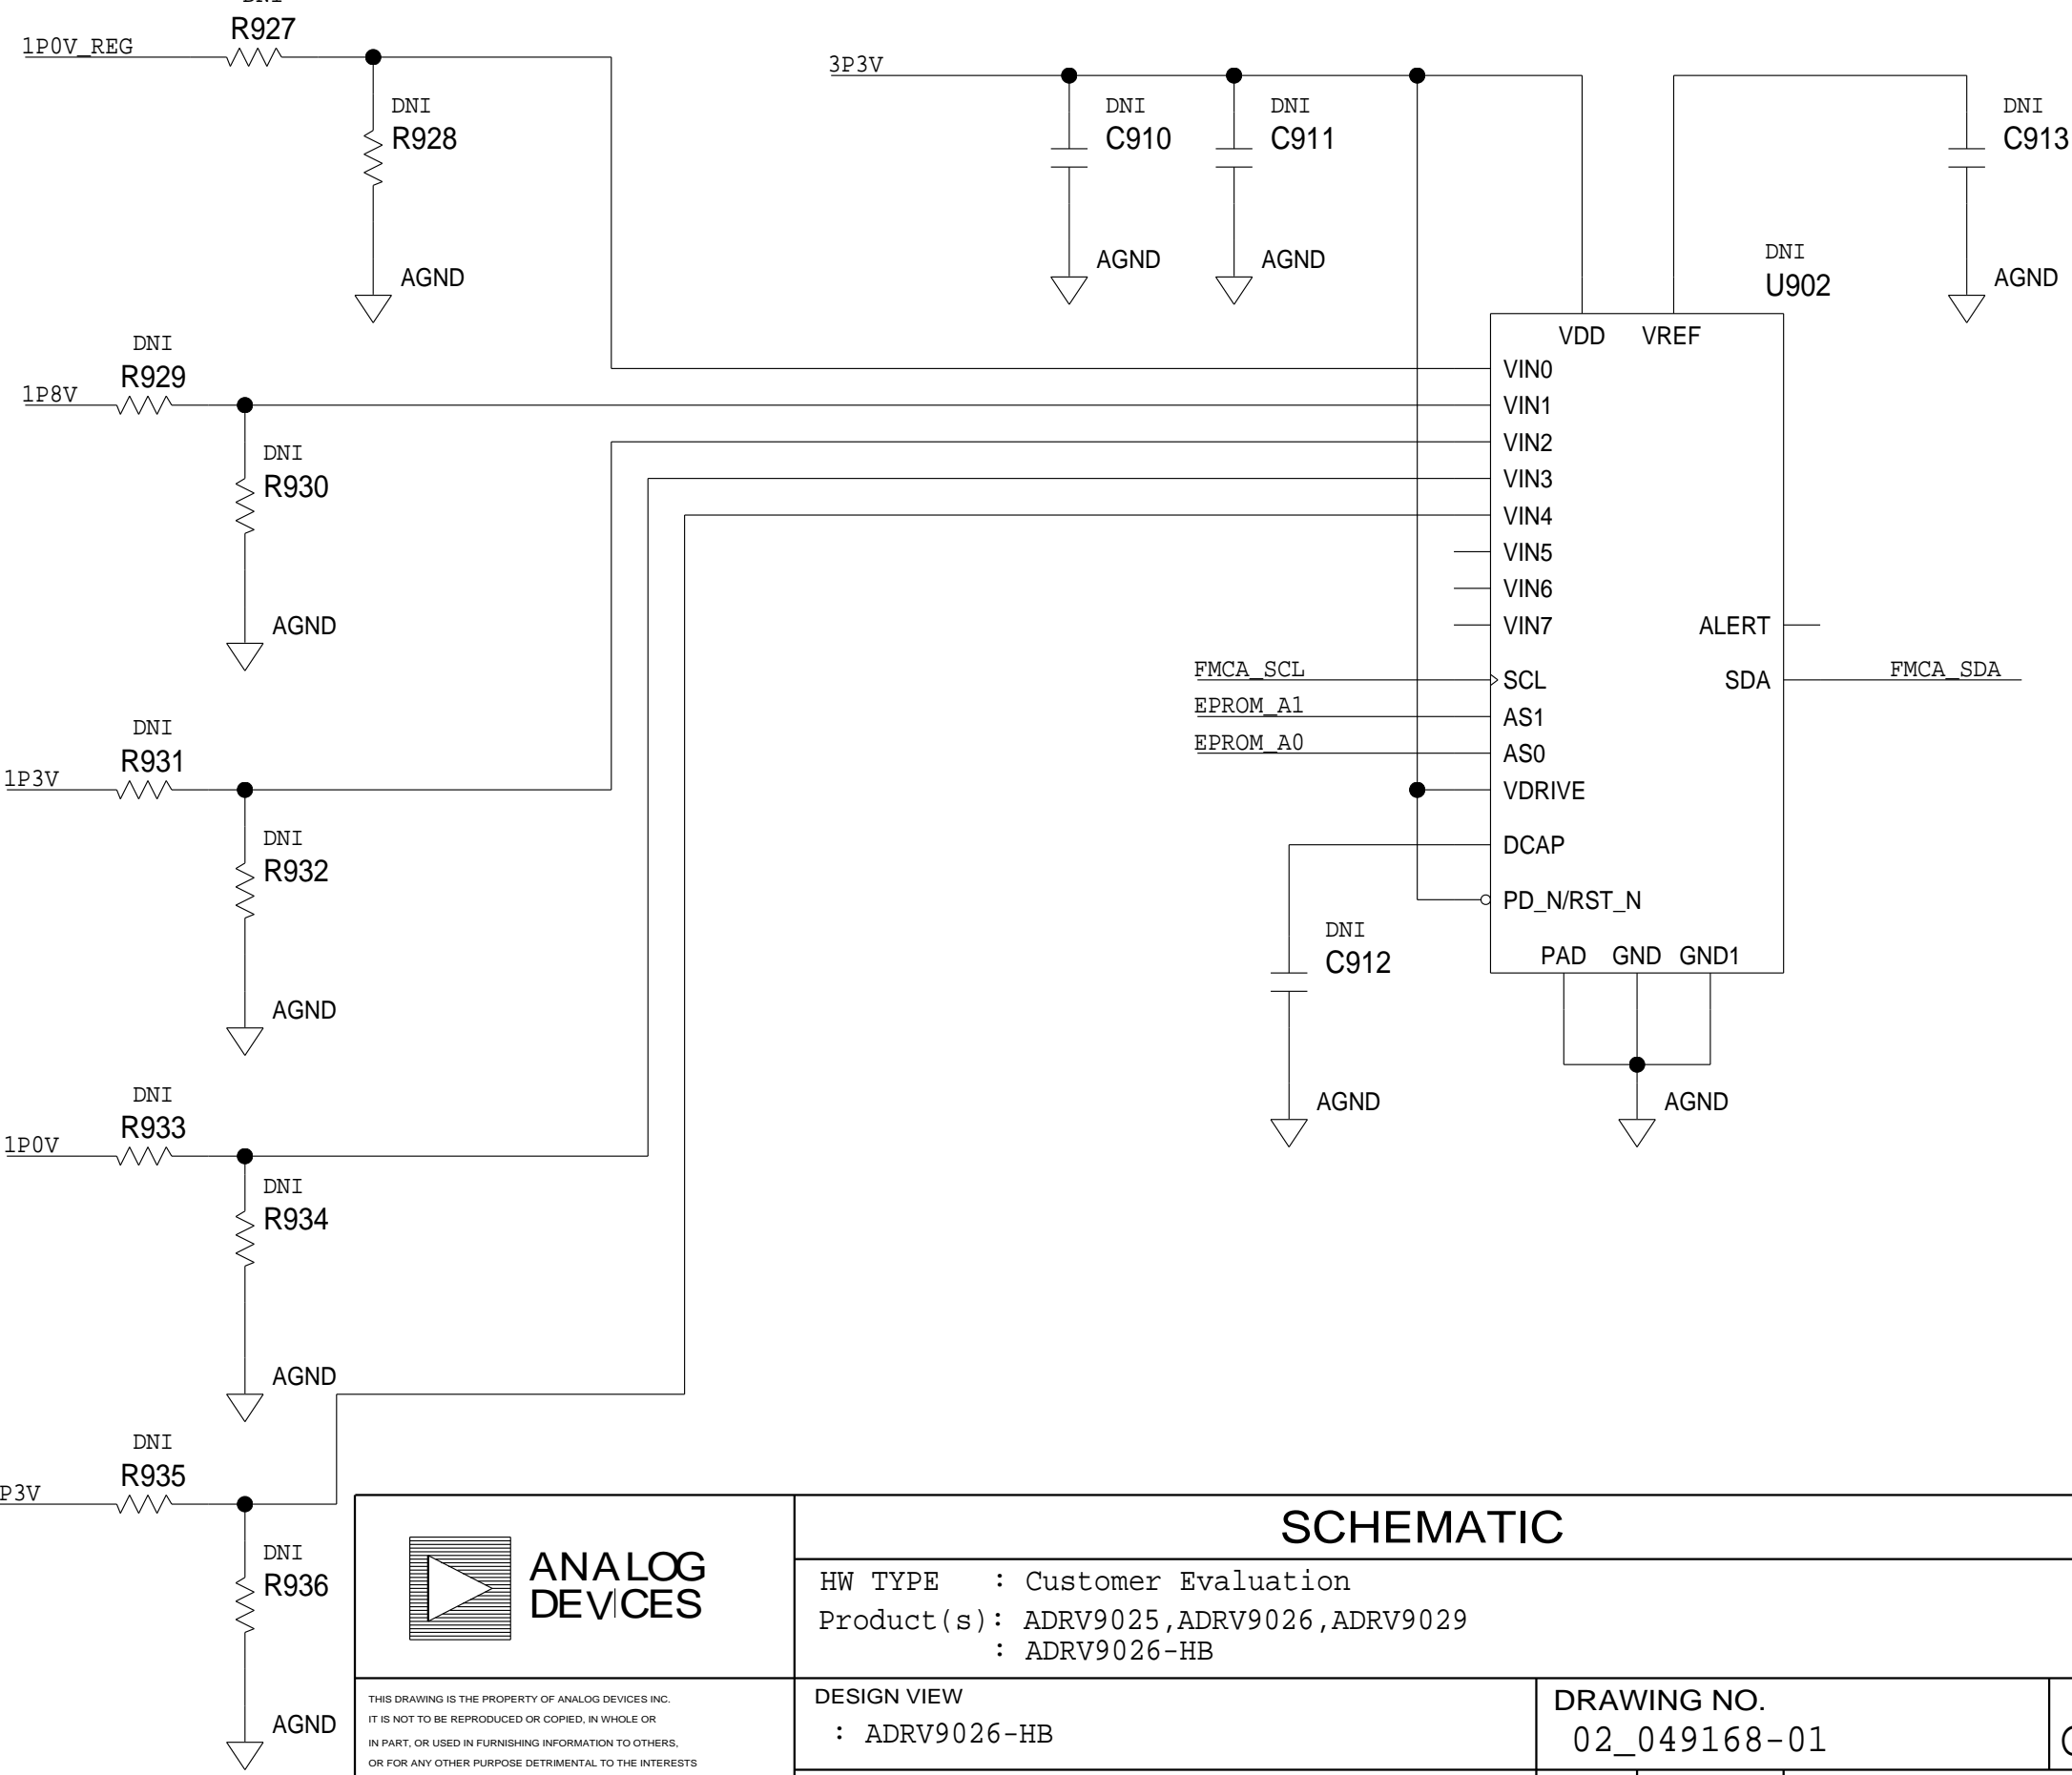 R927
1P0V_REG
DNI
R928
AGND
3P3V
DNI
C910
AGND
DNI
C911
AGND
DNI
C913
AGND
DNI
U902
VDD VREF
VIN0
VIN1
VIN2
VIN3
VIN4
VIN5
VIN6
VIN7
SCL
AS1
AS0
VDRIVE
DCAP
PD_N/RST_N
ALERT
SDA
PAD GND GND1
AGND
FMCA_SCL
EPROM_A1
EPROM_A0
FMCA_SDA
DNI
C912
AGND
DNI
R929
1P8V
DNI
R930
AGND
DNI
R931
1P3V
DNI
R932
AGND
DNI
R933
1P0V
DNI
R934
AGND
DNI
R935
P3V
DNI
R936
AGND
ANALOG
DEVICES
SCHEMATIC
HW TYPE : Customer Evaluation
Product(s): ADRV9025,ADRV9026,ADRV9029
: ADRV9026-HB
THIS DRAWING IS THE PROPERTY OF ANALOG DEVICES INC.
IT IS NOT TO BE REPRODUCED OR COPIED, IN WHOLE OR
IN PART, OR USED IN FURNISHING INFORMATION TO OTHERS,
OR FOR ANY OTHER PURPOSE DETRIMENTAL TO THE INTERESTS
DESIGN VIEW
: ADRV9026-HB
DRAWING NO.
02_049168-01